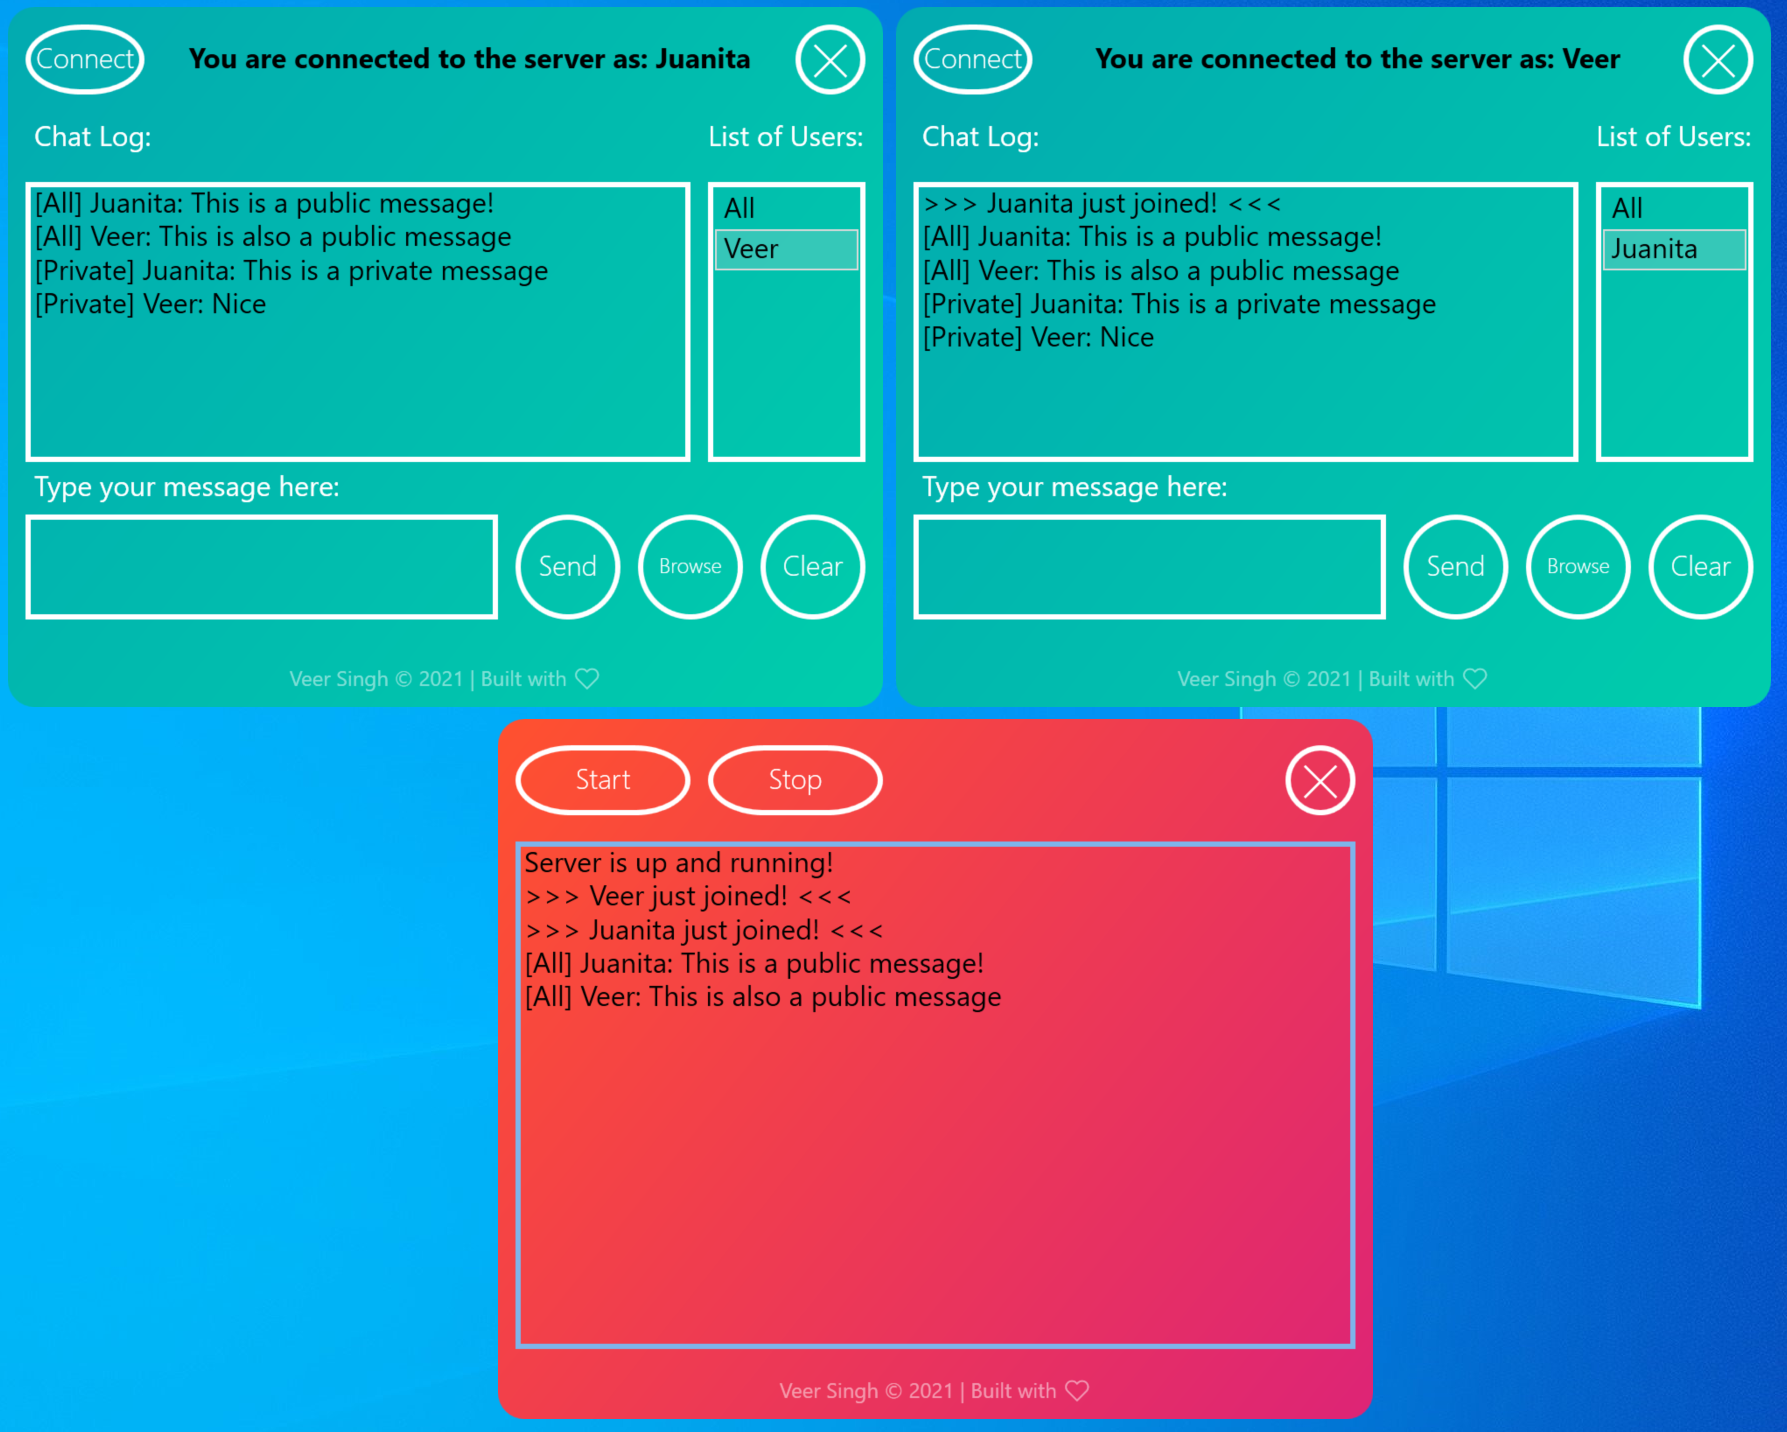 Connect
You are connected to the server as: Juanita
Chat Log:
List of Users:
[All] Juanita: This is a public message!
[All] Veer: This is also a public message
[Private] Juanita: This is a private message
[Private] Veer: Nice
All
Veer
Type your message here:
Send
Browse
Clear
Veer Singh © 2021 | Built with ♡
Connect
You are connected to the server as: Veer
Chat Log:
List of Users:
>>> Juanita just joined! <<<
[All] Juanita: This is a public message!
[All] Veer: This is also a public message
[Private] Juanita: This is a private message
[Private] Veer: Nice
All
Juanita
Type your message here:
Send
Browse
Clear
Veer Singh © 2021 | Built with ♡
Start
Stop
Server is up and running!
>>> Veer just joined! <<<
>>> Juanita just joined! <<<
[All] Juanita: This is a public message!
[All] Veer: This is also a public message
Veer Singh © 2021 | Built with ♡